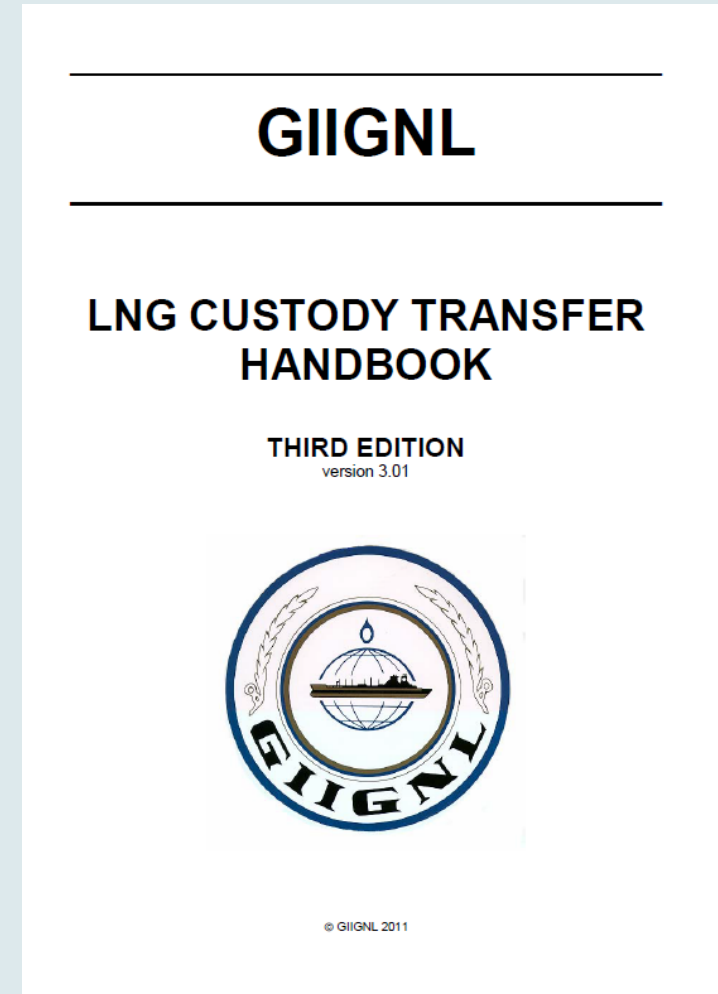 GIIGNL
LNG CUSTODY TRANSFER
HANDBOOK
THIRD EDITION
version 3.01
GIIGNL
© GIIGNL 2011